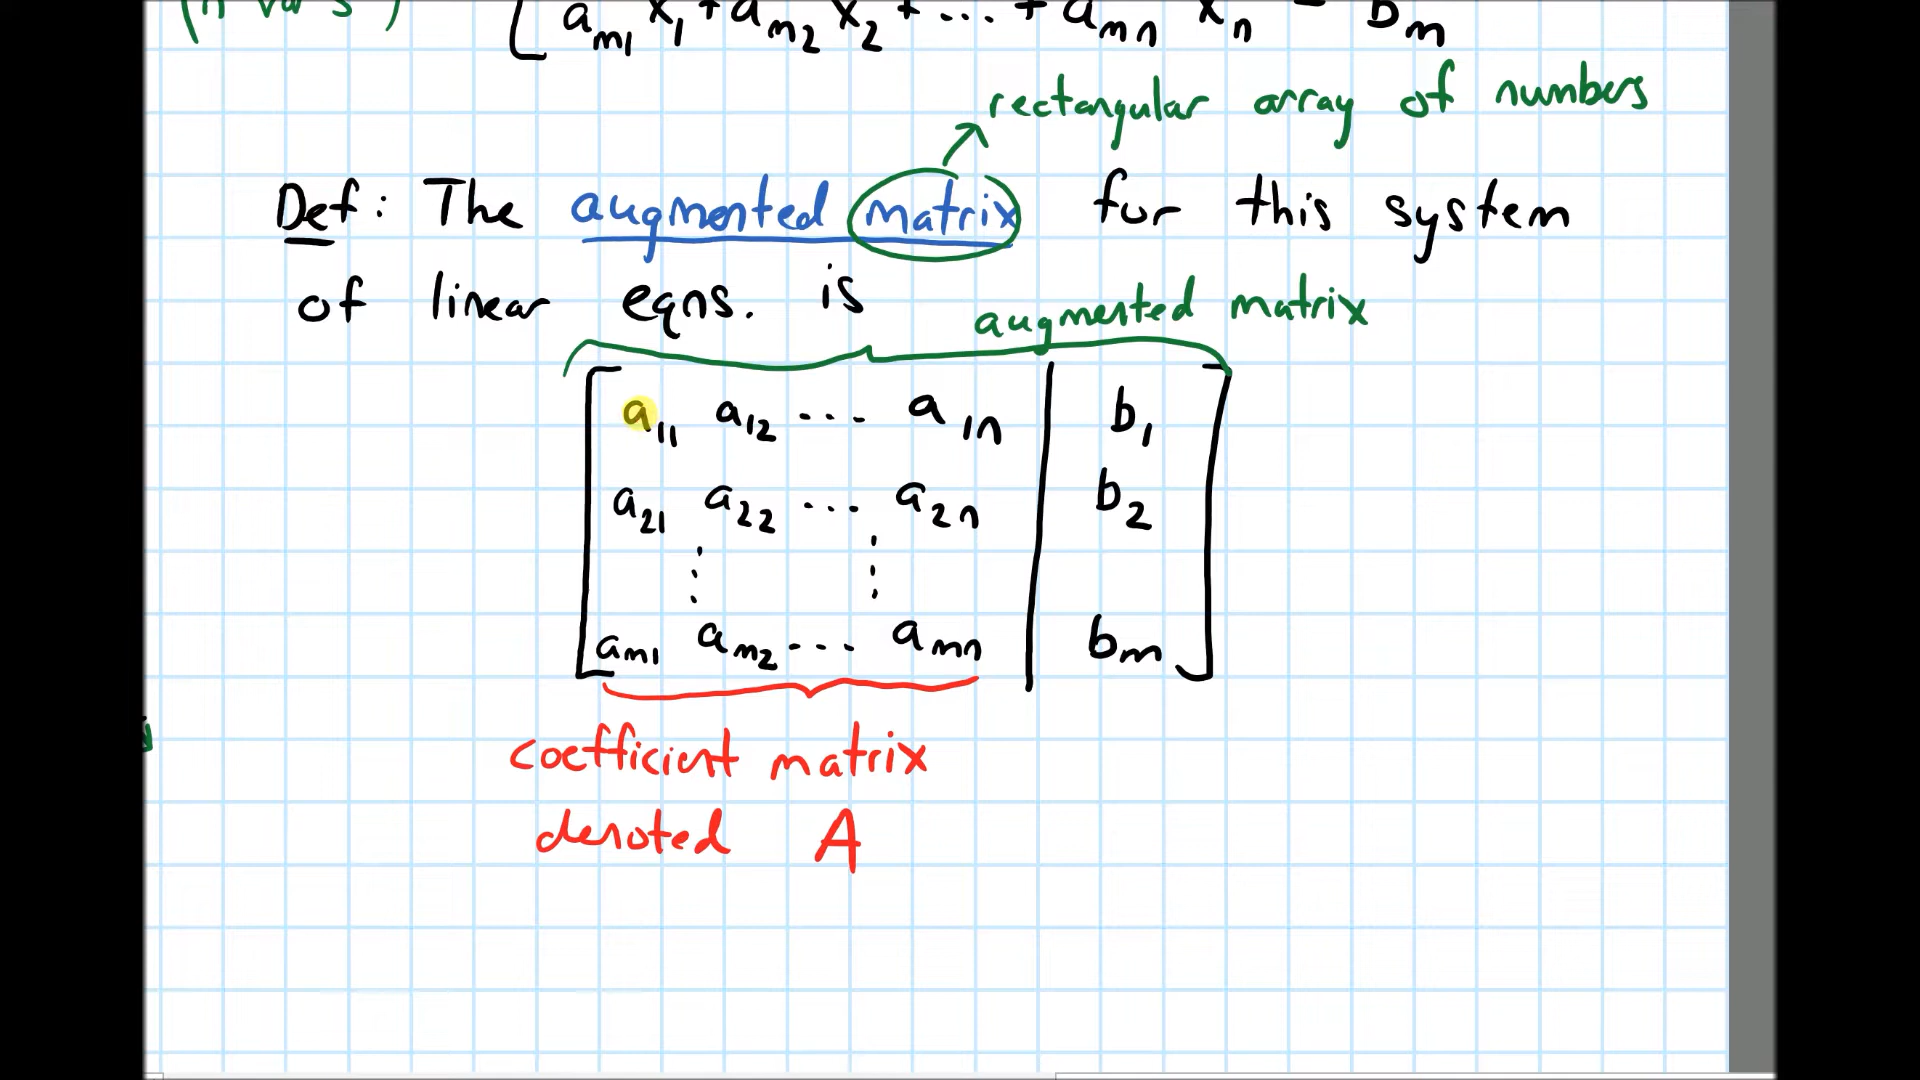 (n var's)
a_m1 x_1 + a_m2 x_2 + ... + a_mn x_n = b_m
rectangular array of numbers
Def: The augmented matrix for this system
of linear eqns. is
augmented matrix
a_11 a_12 ... a_1n | b_1
a_21 a_22 ... a_2n | b_2
⋮ ⋮
a_m1 a_m2 ... a_mn | b_m
coefficient matrix
denoted A